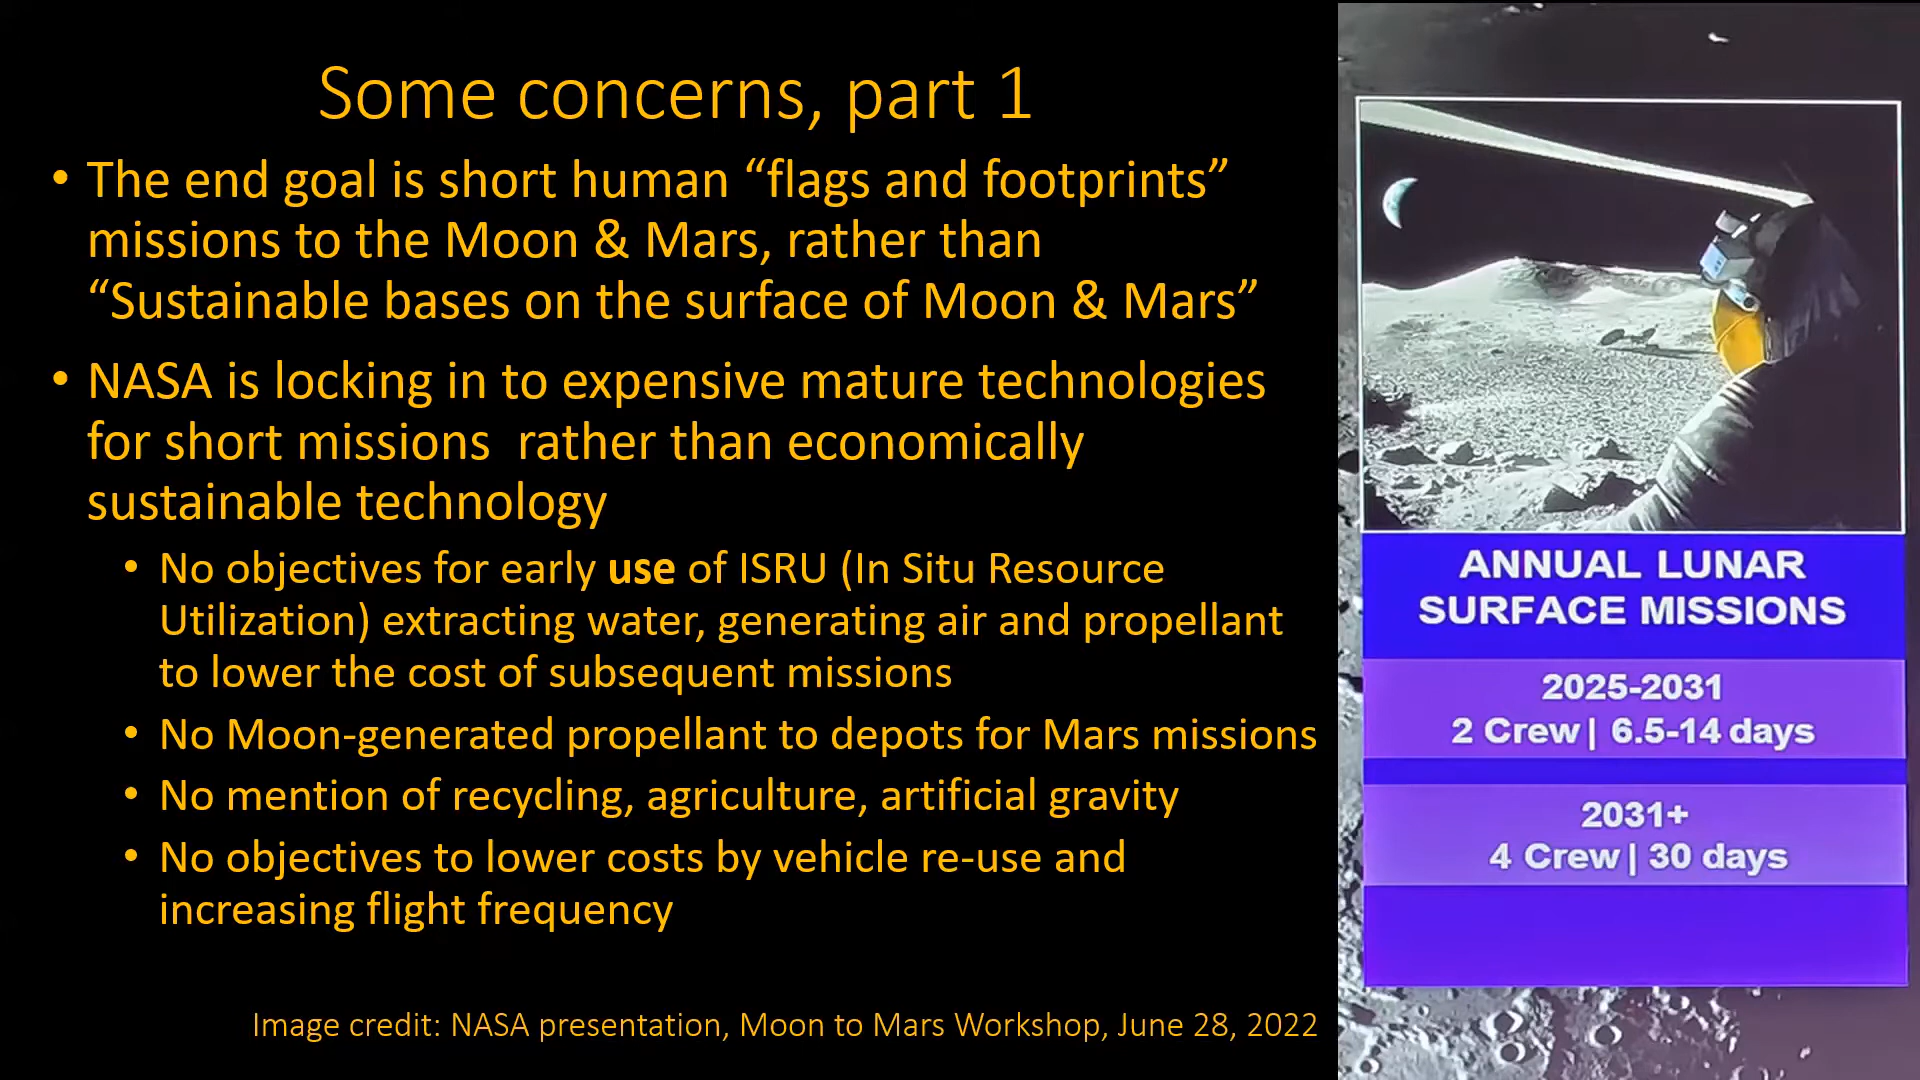 Some concerns, part 1
• The end goal is short human “flags and footprints”
missions to the Moon & Mars, rather than
“Sustainable bases on the surface of Moon & Mars”
• NASA is locking in to expensive mature technologies
for short missions  rather than economically
sustainable technology
• No objectives for early use of ISRU (In Situ Resource
Utilization) extracting water, generating air and propellant
to lower the cost of subsequent missions
• No Moon-generated propellant to depots for Mars missions
• No mention of recycling, agriculture, artificial gravity
• No objectives to lower costs by vehicle re-use and
increasing flight frequency
Image credit: NASA presentation, Moon to Mars Workshop, June 28, 2022
ANNUAL LUNAR
SURFACE MISSIONS
2025-2031
2 Crew | 6.5-14 days
2031+
4 Crew | 30 days